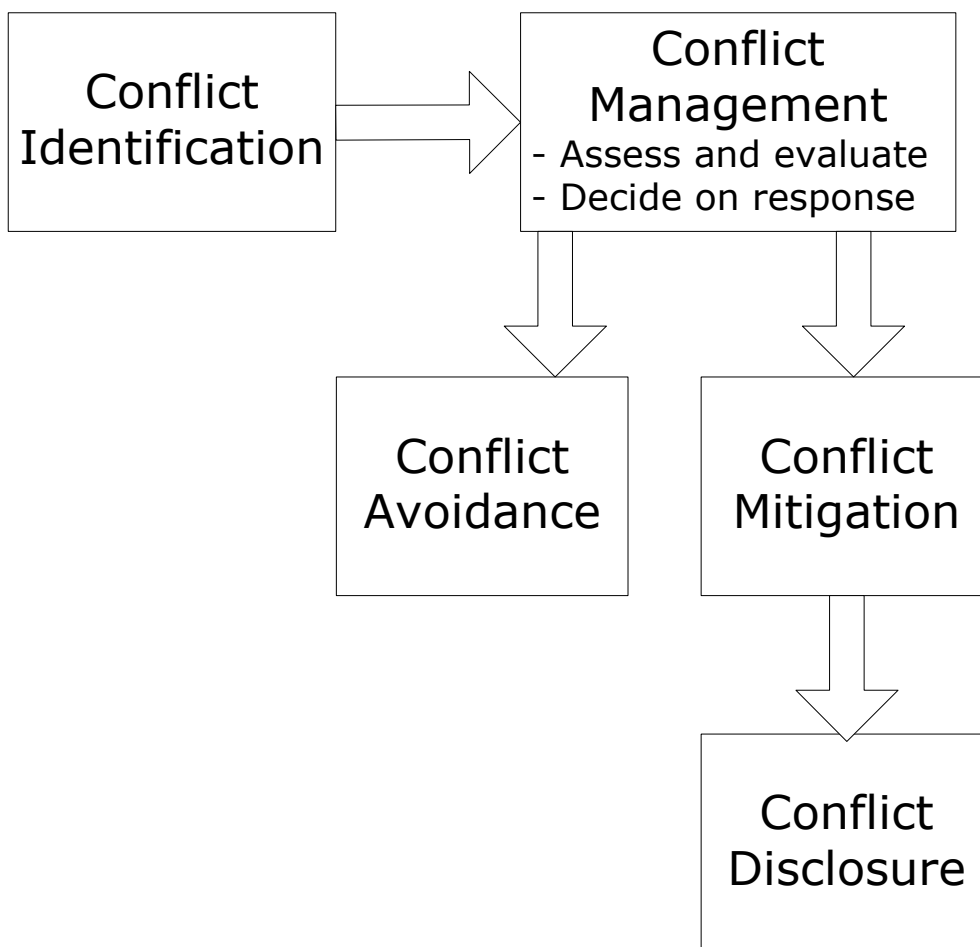 Conflict
Identification
Conflict
Management
- Assess and evaluate
- Decide on response
Conflict
Avoidance
Conflict
Mitigation
Conflict
Disclosure